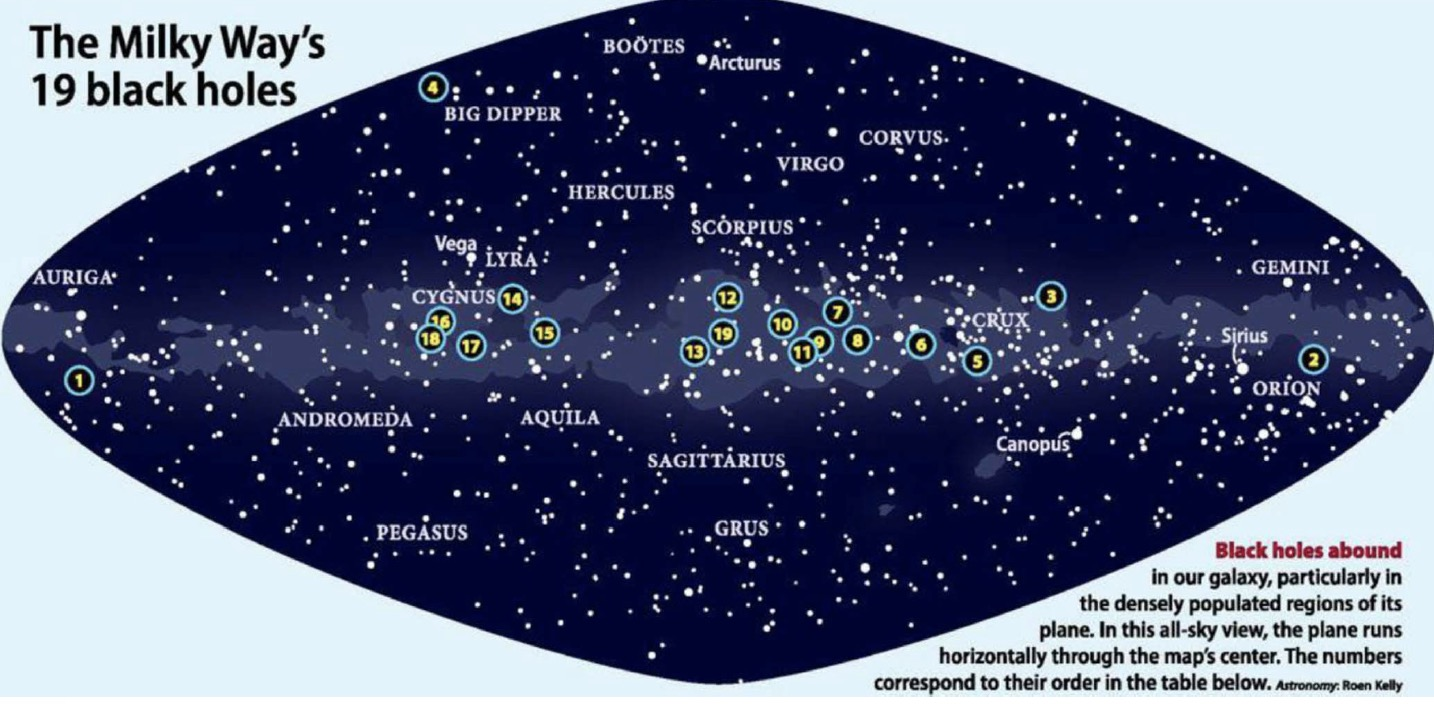 The Milky Way's
19 black holes
BOÖTES
Arcturus
4
BIG DIPPER
CORVUS
VIRGO
HERCULES
SCORPIUS
Vega
LYRA
AURIGA
GEMINI
CYGNUS
14
12
3
16
7
10
CRUX
18
17
15
19
13
11
9
8
6
5
Sirius
2
1
ORION
ANDROMEDA
AQUILA
Canopus
SAGITTARIUS
PEGASUS
GRUS
Black holes abound
in our galaxy, particularly in
the densely populated regions of its
plane. In this all-sky view, the plane runs
horizontally through the map's center. The numbers
correspond to their order in the table below. Astronomy: Roen Kelly